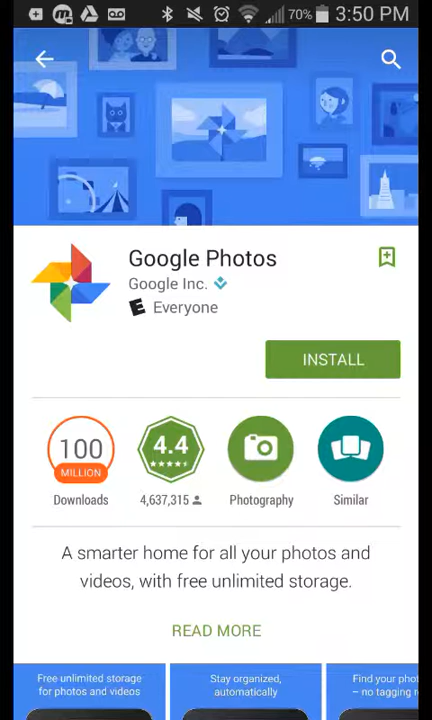 70% 3:50 PM
Google Photos
Google Inc.
E Everyone
INSTALL
100
MILLION
4.4
Downloads
4,637,315
Photography
Similar
A smarter home for all your photos and
videos, with free unlimited storage.
READ MORE
Free unlimited storage
for photos and videos
Stay organized,
automatically
Find your phot
– no tagging r